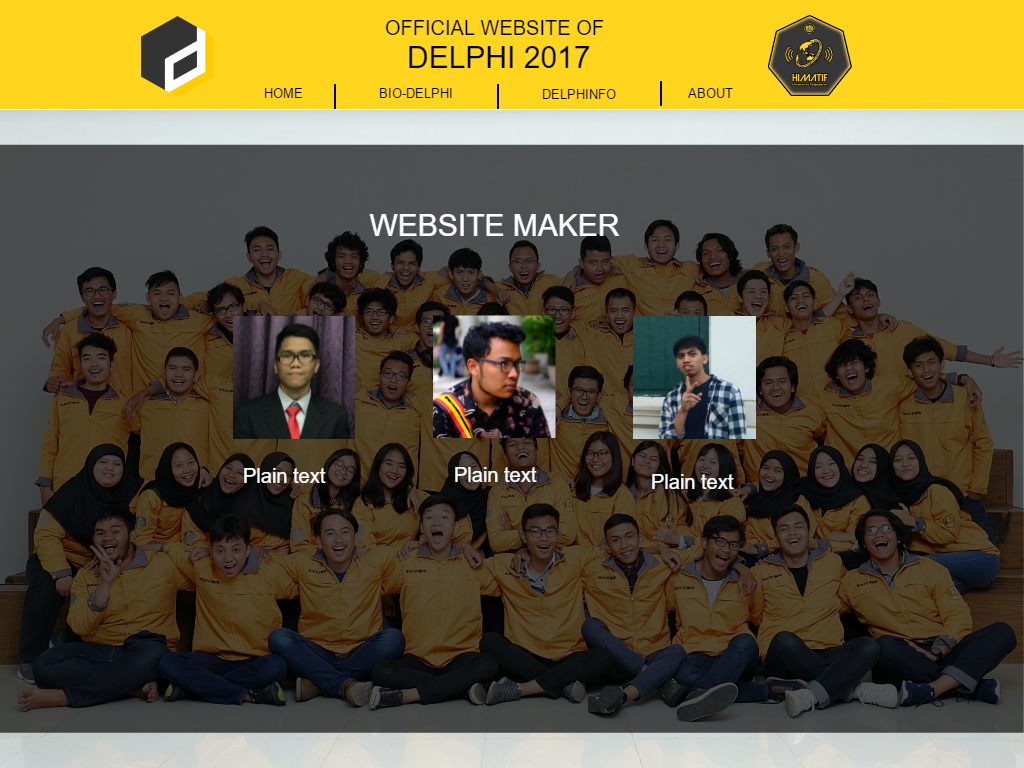 OFFICIAL WEBSITE OF
DELPHI 2017
HIMATIF
HOME
BIO-DELPHI
DELPHINFO
ABOUT
WEBSITE MAKER
Plain text
Plain text
Plain text